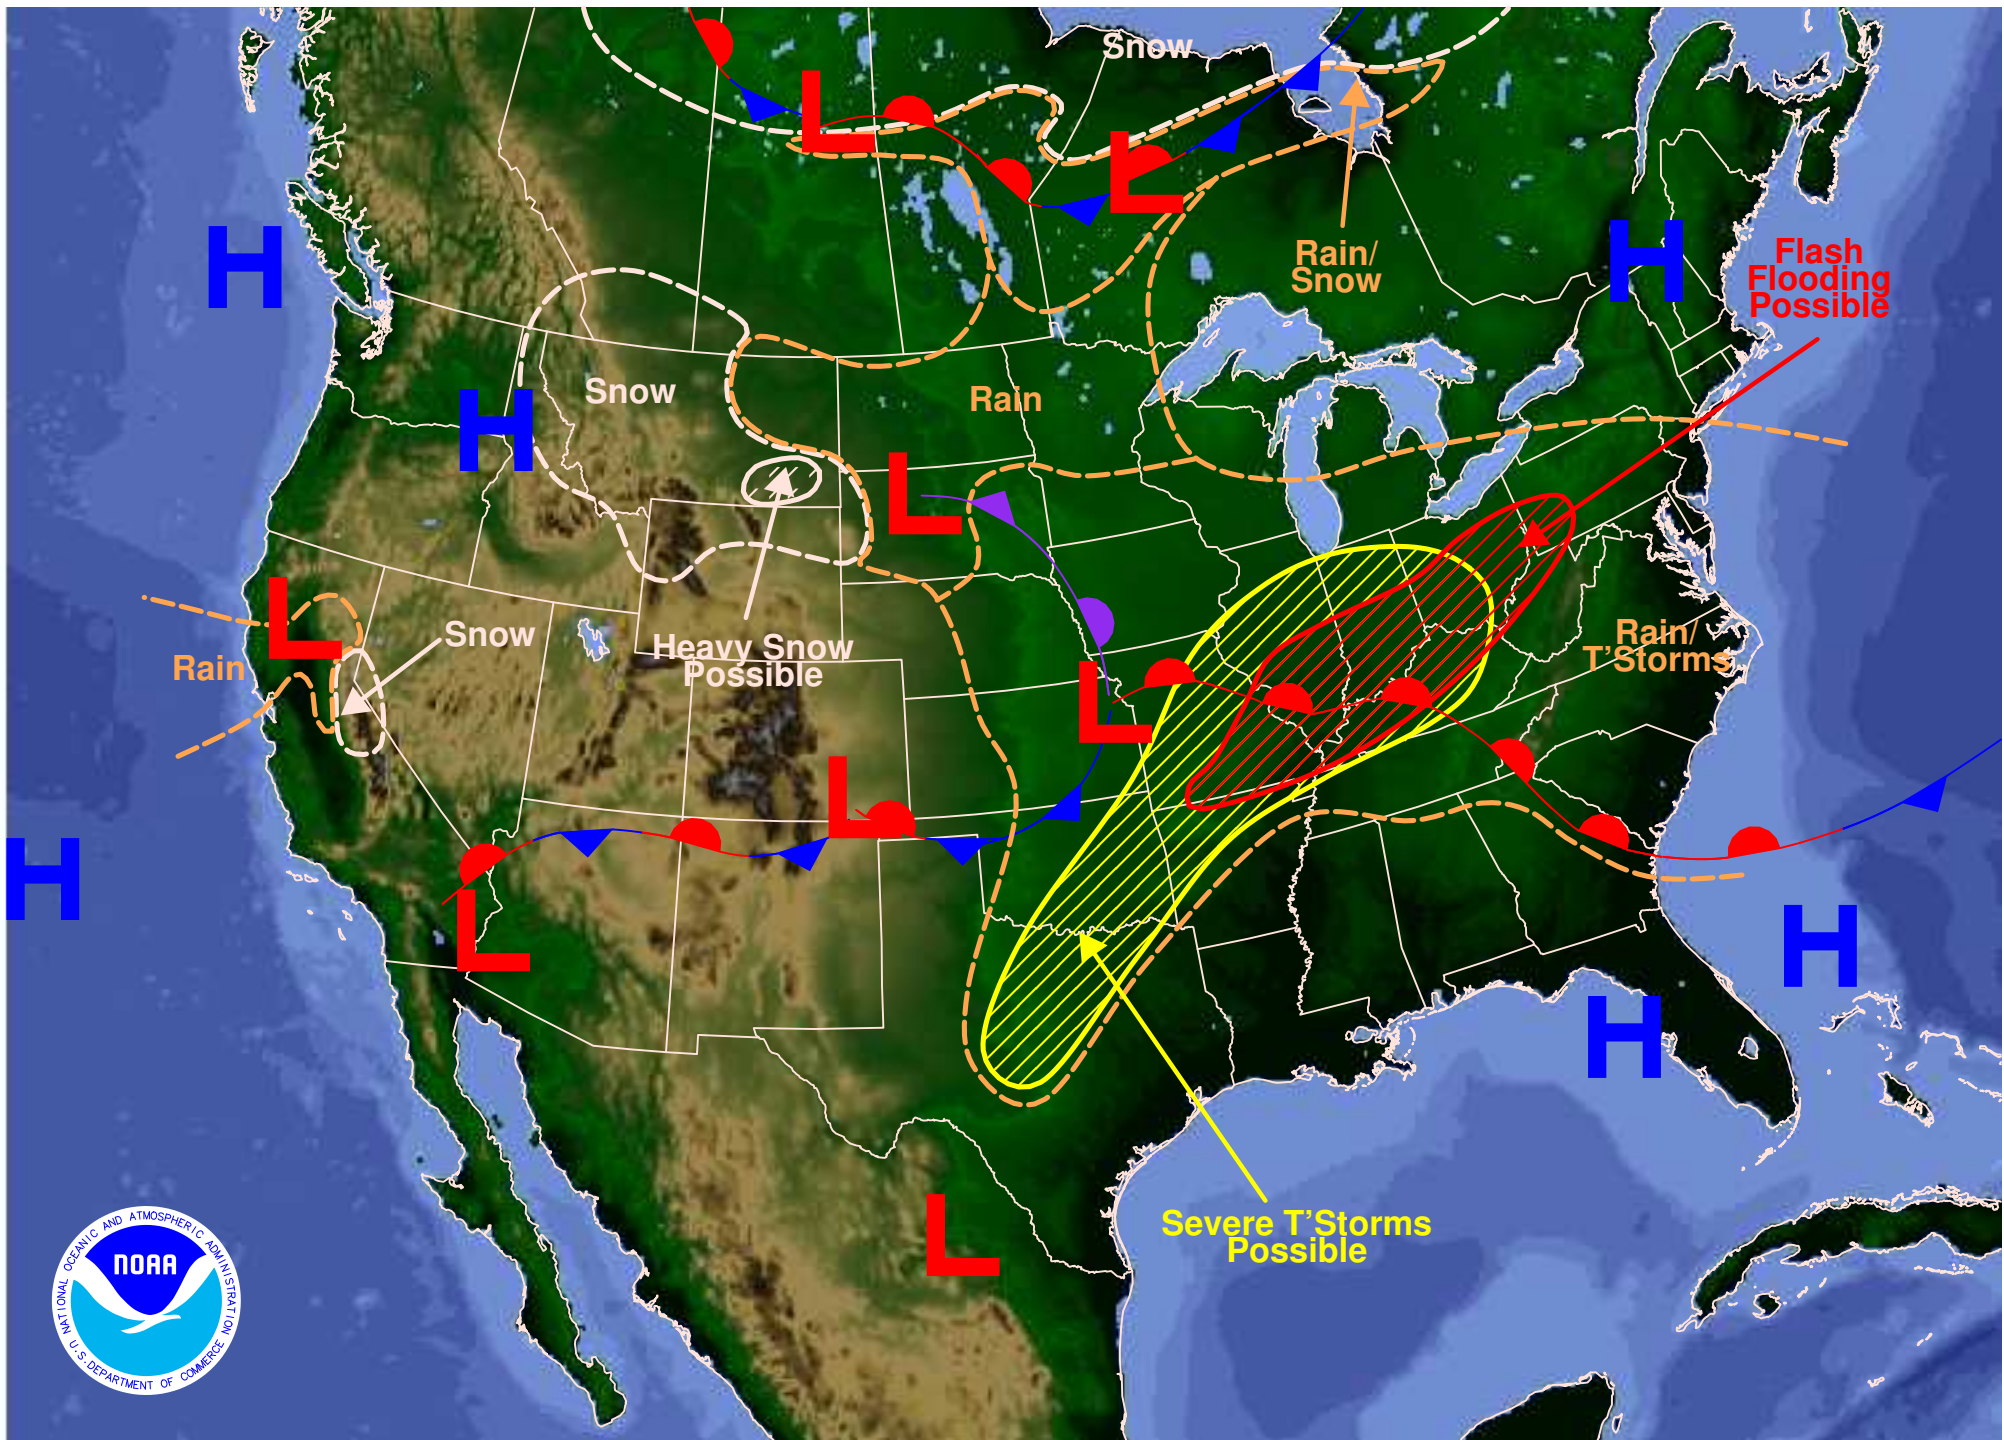 Snow
L
L
H
H
Rain/
Snow
Flash
Flooding
Possible
Snow
Rain
H
L
L
Snow
Rain
Heavy Snow
Possible
Rain/
T'Storms
L
L
H
L
H
H
L
Severe T'Storms
Possible
NATIONAL OCEANIC AND ATMOSPHERIC ADMINISTRATION
NOAA
U.S. DEPARTMENT OF COMMERCE